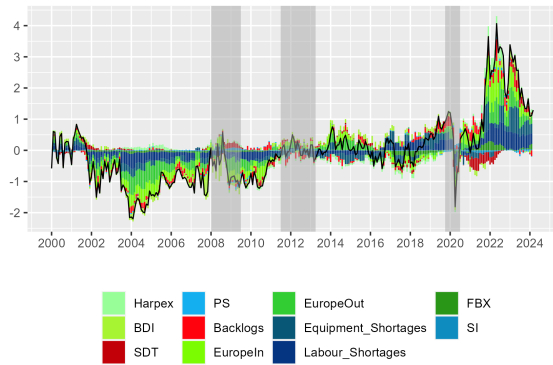 4
3
2
1
0
-1
-2
2000 2002 2004 2006 2008 2010 2012 2014 2016 2018 2020 2022 2024
Harpex PS EuropeOut FBX
BDI Backlogs Equipment_Shortages SI
SDT EuropeIn Labour_Shortages